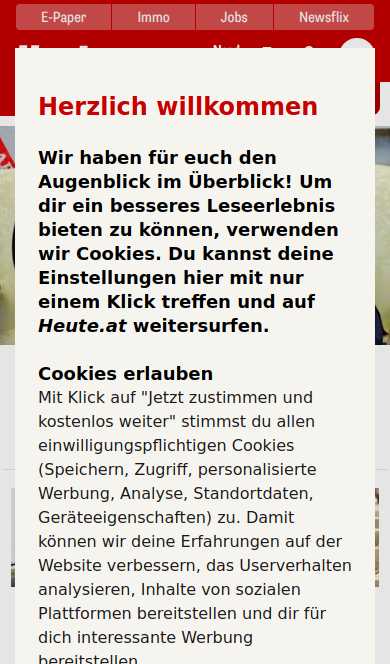 E-Paper
Immo
Jobs
Newsflix
Herzlich willkommen
Wir haben für euch den
Augenblick im Überblick! Um
dir ein besseres Leseerlebnis
bieten zu können, verwenden
wir Cookies. Du kannst deine
Einstellungen hier mit nur
einem Klick treffen und auf
Heute.at weitersurfen.
Cookies erlauben
Mit Klick auf "Jetzt zustimmen und
kostenlos weiter" stimmst du allen
einwilligungspflichtigen Cookies
(Speichern, Zugriff, personalisierte
Werbung, Analyse, Standortdaten,
Geräteeigenschaften) zu. Damit
können wir deine Erfahrungen auf der
Website verbessern, das Userverhalten
analysieren, Inhalte von sozialen
Plattformen bereitstellen und dir für
dich interessante Werbung
bereitstellen